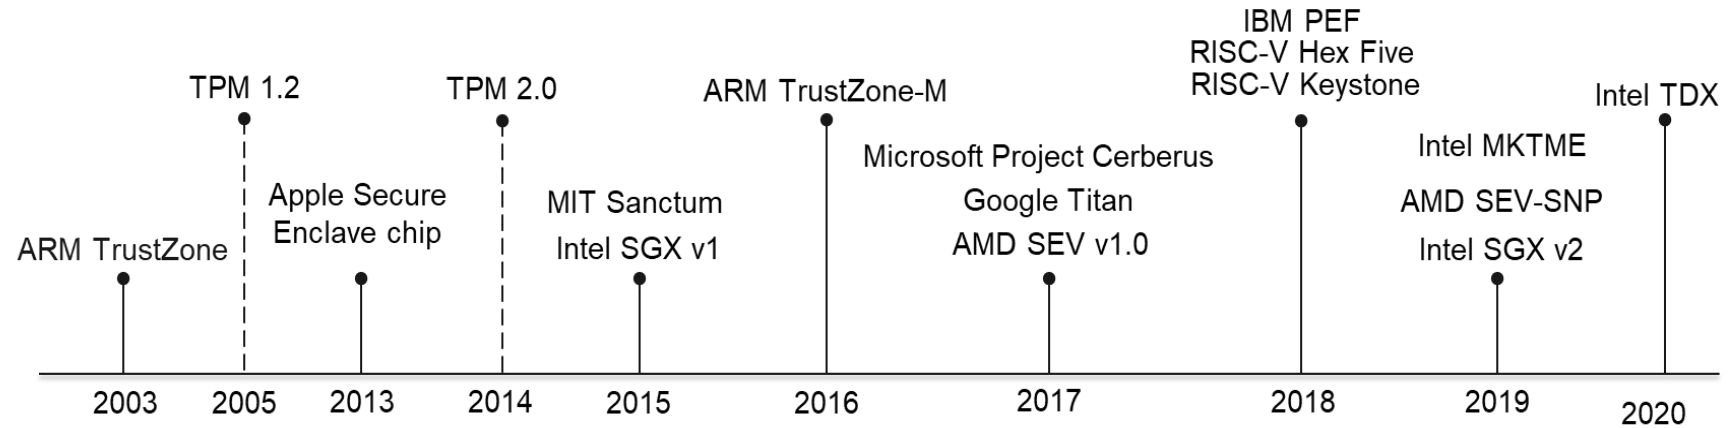 IBM PEF
RISC-V Hex Five
RISC-V Keystone
TPM 1.2
TPM 2.0
ARM TrustZone-M
Intel TDX
Microsoft Project Cerberus
Google Titan
AMD SEV v1.0
Intel MKTME
AMD SEV-SNP
Intel SGX v2
Apple Secure
Enclave chip
MIT Sanctum
Intel SGX v1
ARM TrustZone
2003
2005
2013
2014
2015
2016
2017
2018
2019
2020